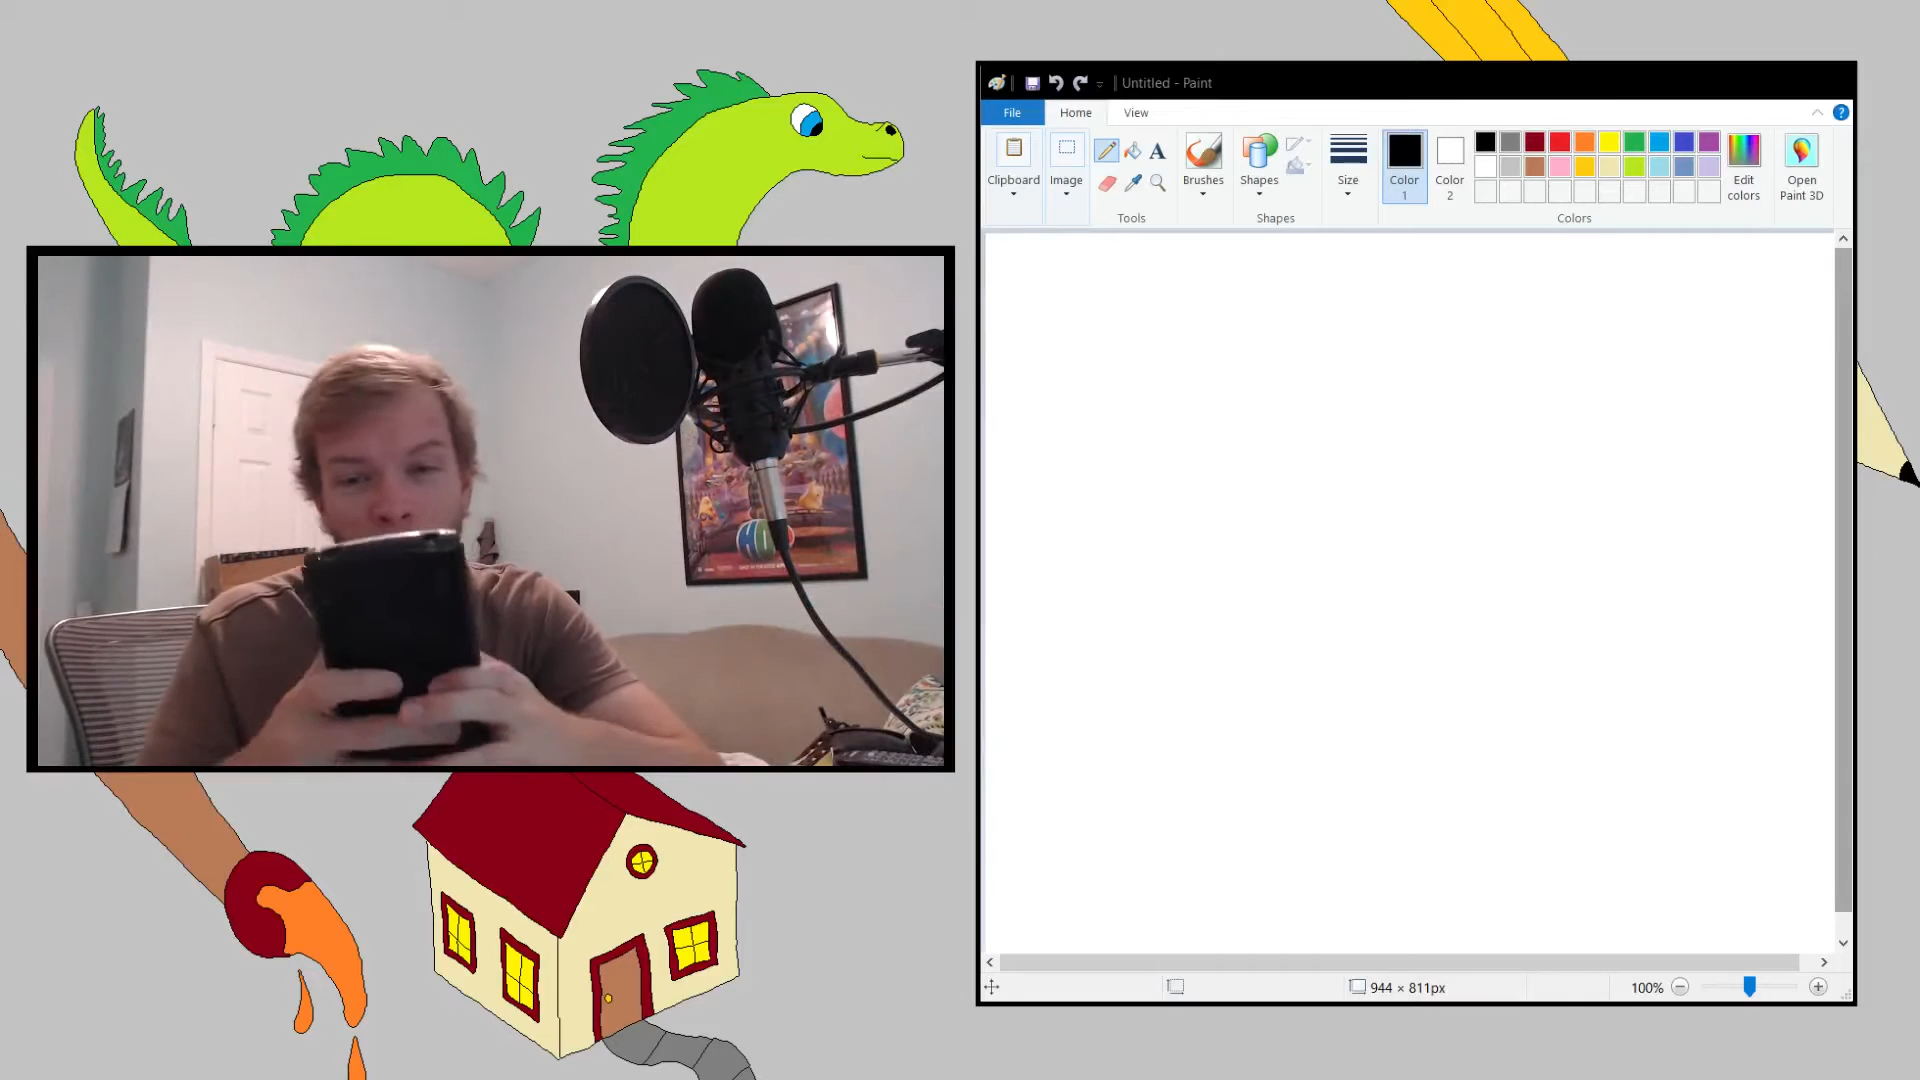 Untitled - Paint
File Home View
Clipboard Image Brushes Shapes Size Color 1 Color 2 Edit colors Open Paint 3D
Tools Shapes Colors
944 × 811px 100%